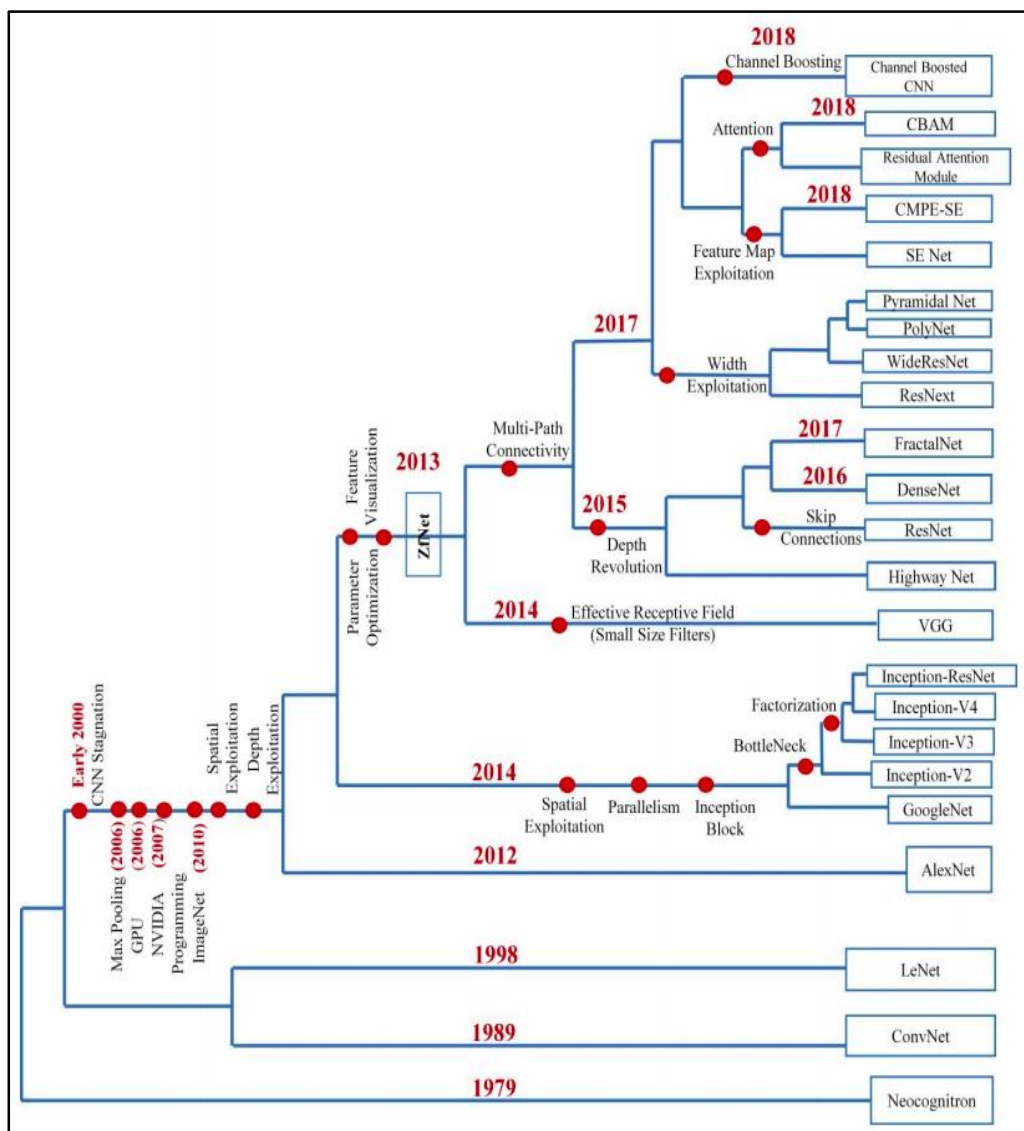 2018
Channel Boosting
Channel Boosted
CNN
2018
Attention
CBAM
Residual Attention
Module
2018
CMPE-SE
Feature Map
Exploitation
SE Net
Pyramidal Net
2017
PolyNet
Width
Exploitation
WideResNet
ResNext
2017
FractalNet
Multi-Path
Connectivity
2013
Feature
Visualization
2016
DenseNet
2015
Skip
Connections
ResNet
ZfNet
Depth
Revolution
Highway Net
Parameter
Optimization
2014
Effective Receptive Field
(Small Size Filters)
VGG
Inception-ResNet
Factorization
Inception-V4
BottleNeck
Inception-V3
Early 2000
CNN Stagnation
Spatial
Exploitation
Depth
Exploitation
2014
Inception-V2
Spatial
Exploitation
Parallelism
Inception
Block
GoogleNet
Max Pooling (2006)
GPU (2006)
NVIDIA (2007)
Programming
ImageNet (2010)
2012
AlexNet
1998
LeNet
1989
ConvNet
1979
Neocognitron